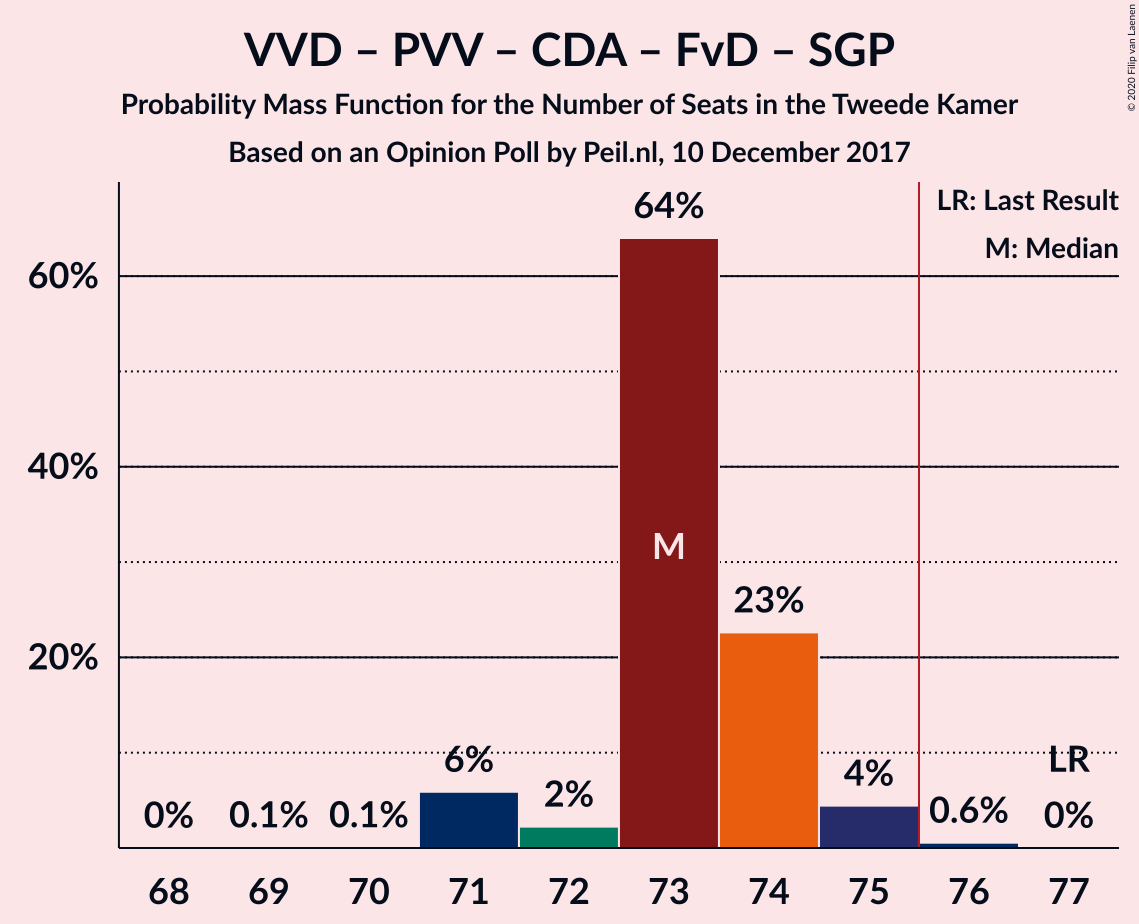 VVD – PVV – CDA – FvD – SGP
Probability Mass Function for the Number of Seats in the Tweede Kamer
Based on an Opinion Poll by Peil.nl, 10 December 2017
© 2020 Filip van Laenen
LR: Last Result
M: Median
60%
40%
20%
0%
0.1%
0.1%
6%
2%
64%
M
23%
4%
0.6%
LR
0%
68 69 70 71 72 73 74 75 76 77